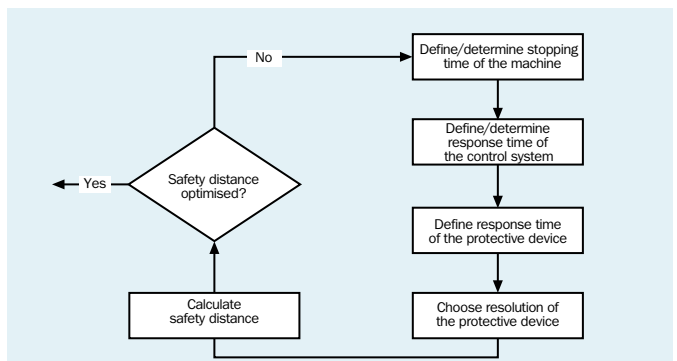 No
Define/determine stopping
time of the machine
Define/determine
response time of
the control system
Define response time
of the protective device
Choose resolution of
the protective device
Calculate
safety distance
Safety distance
optimised?
Yes